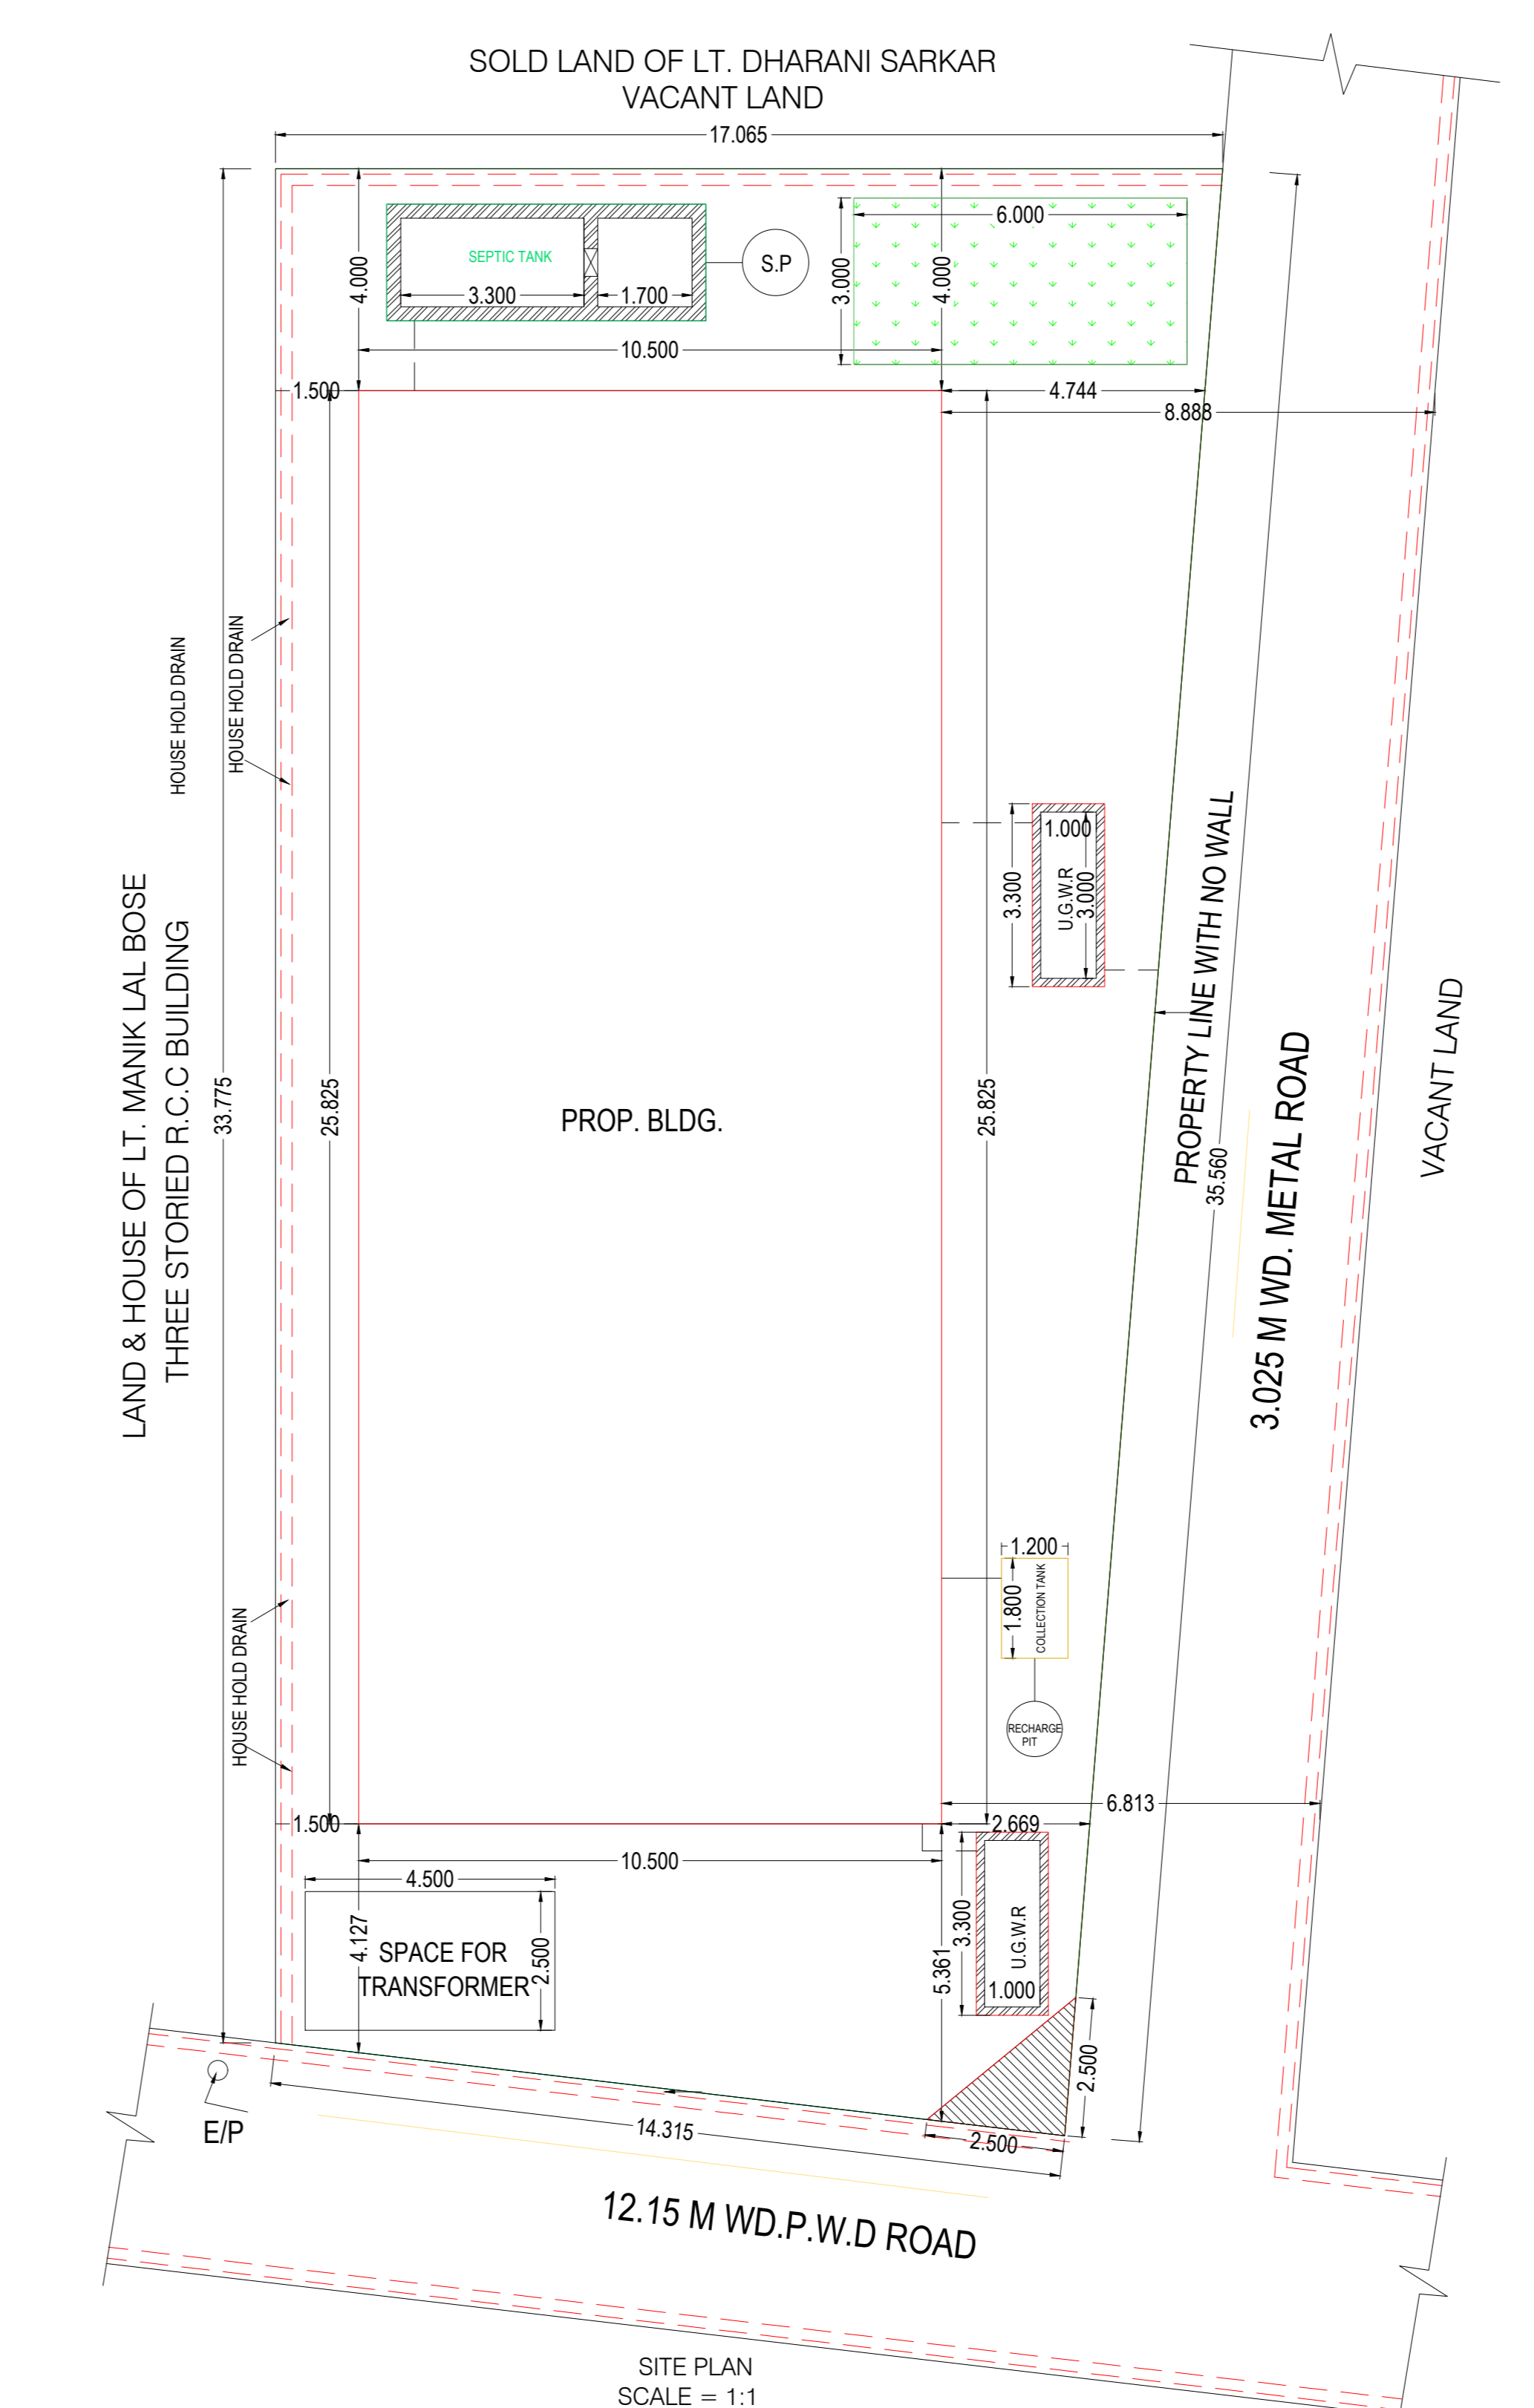 SOLD LAND OF LT. DHARANI SARKAR
VACANT LAND
17.065
SEPTIC TANK
3.300
1.700
S.P
6.000
3.000
4.000
4.000
10.500
1.500
4.744
8.888
HOUSE HOLD DRAIN
HOUSE HOLD DRAIN
LAND & HOUSE OF LT. MANIK LAL BOSE
THREE STORIED R.C.C BUILDING
33.775
25.825
PROP. BLDG.
25.825
1.000
3.300
U.G.W.R
3.000
PROPERTY LINE WITH NO WALL
35.560
3.025 M WD. METAL ROAD
VACANT LAND
1.200
1.800
COLLECTION TANK
RECHARGE
PIT
HOUSE HOLD DRAIN
6.813
1.500
2.669
10.500
4.500
4.127
SPACE FOR
TRANSFORMER
2.500
5.361
3.300
U.G.W.R
1.000
2.500
2.500
14.315
E/P
12.15 M WD.P.W.D ROAD
SITE PLAN
SCALE = 1:1